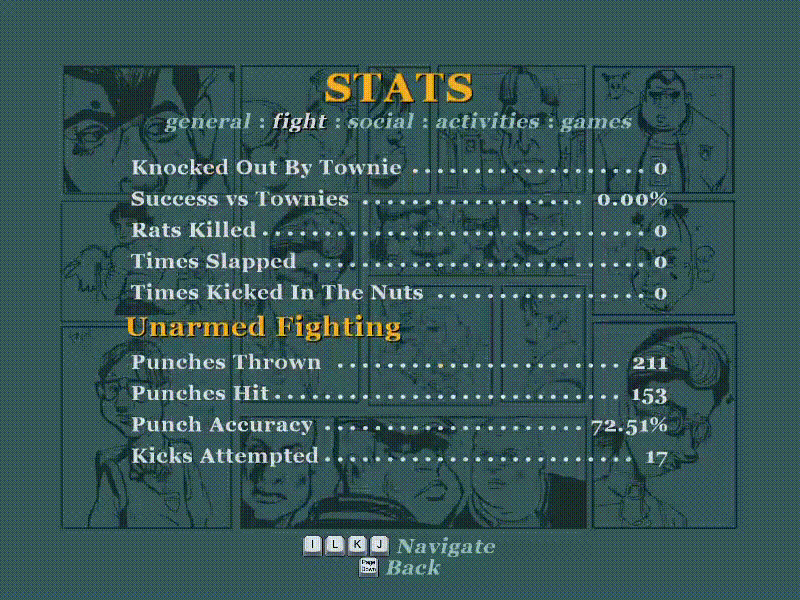 STATS
general : fight : social : activities : games
Knocked Out By Townie ................... 0
Success vs Townies .................. 0.00%
Rats Killed ......................... 0
Times Slapped ...................... 0
Times Kicked In The Nuts .............. 0
Unarmed Fighting
Punches Thrown ................... 211
Punches Hit ....................... 153
Punch Accuracy ................. 72.51%
Kicks Attempted .................... 17
I L K J Navigate
Page Down Back